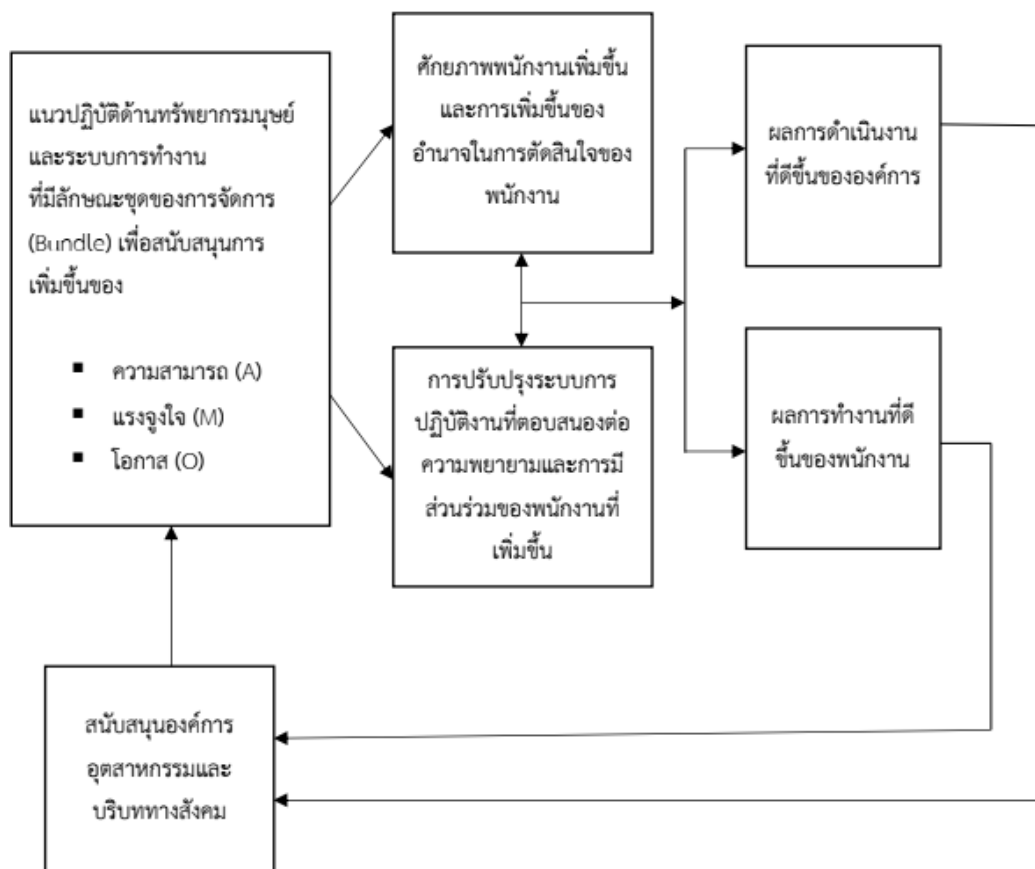 แนวปฏิบัติด้านทรัพยากรมนุษย์
และระบบการทำงาน
ที่มีลักษณะชุดของการจัดการ
(Bundle) เพื่อสนับสนุนการ
เพิ่มขึ้นของ
▪ ความสามารถ (A)
▪ แรงจูงใจ (M)
▪ โอกาส (O)
ศักยภาพพนักงานเพิ่มขึ้น
และการเพิ่มขึ้นของ
อำนาจในการตัดสินใจของ
พนักงาน
การปรับปรุงระบบการ
ปฏิบัติงานที่ตอบสนองต่อ
ความพยายามและการมี
ส่วนร่วมของพนักงานที่
เพิ่มขึ้น
ผลการดำเนินงาน
ที่ดีขึ้นขององค์การ
ผลการทำงานที่ดี
ขึ้นของพนักงาน
สนับสนุนองค์การ
อุตสาหกรรมและ
บริบททางสังคม